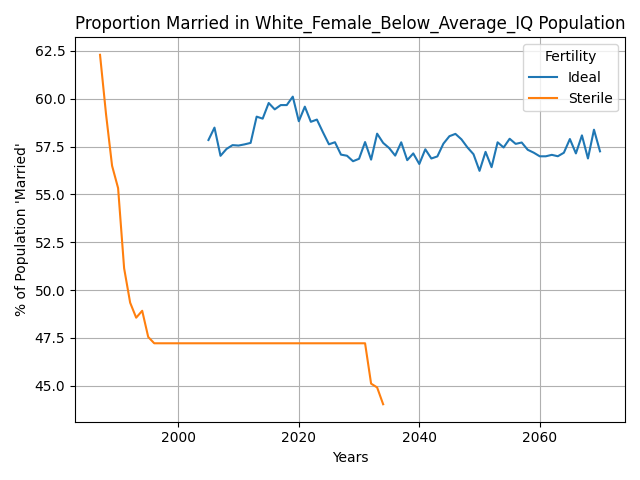 Proportion Married in White_Female_Below_Average_IQ Population
Fertility
Ideal
Sterile
62.5
60.0
57.5
55.0
52.5
50.0
47.5
45.0
% of Population 'Married'
2000
2020
2040
2060
Years